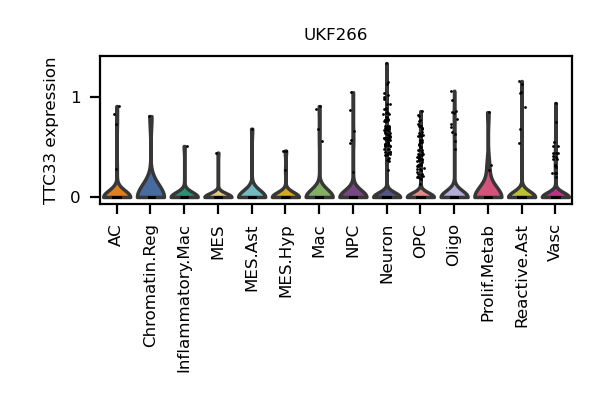 UKF266
TTC33 expression
1
0
AC
Chromatin.Reg
Inflammatory.Mac
MES
MES.Ast
MES.Hyp
Mac
NPC
Neuron
OPC
Oligo
Prolif.Metab
Reactive.Ast
Vasc